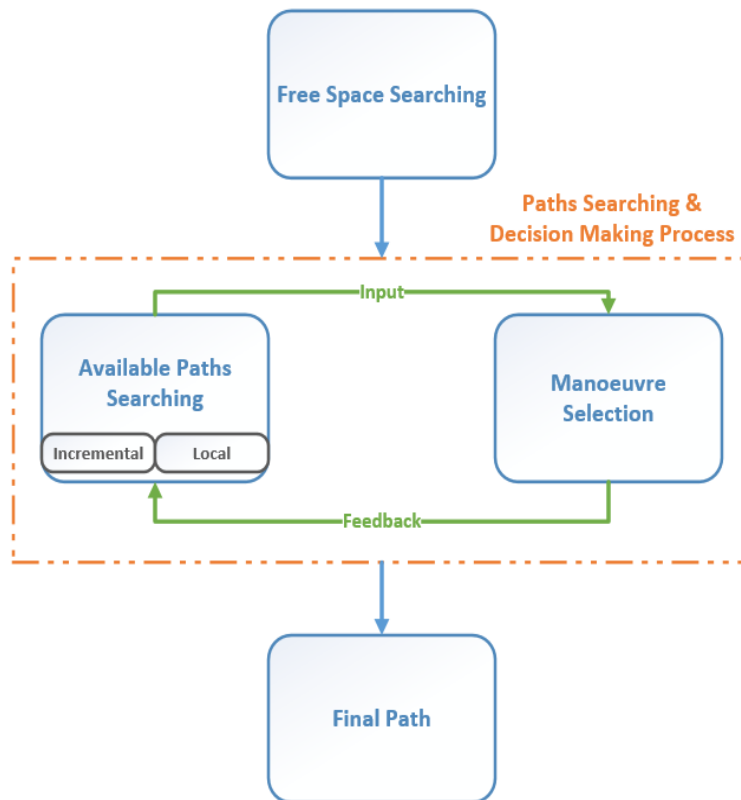 Free Space Searching
Paths Searching &
Decision Making Process
Input
Available Paths
Searching
Incremental
Local
Manoeuvre
Selection
Feedback
Final Path